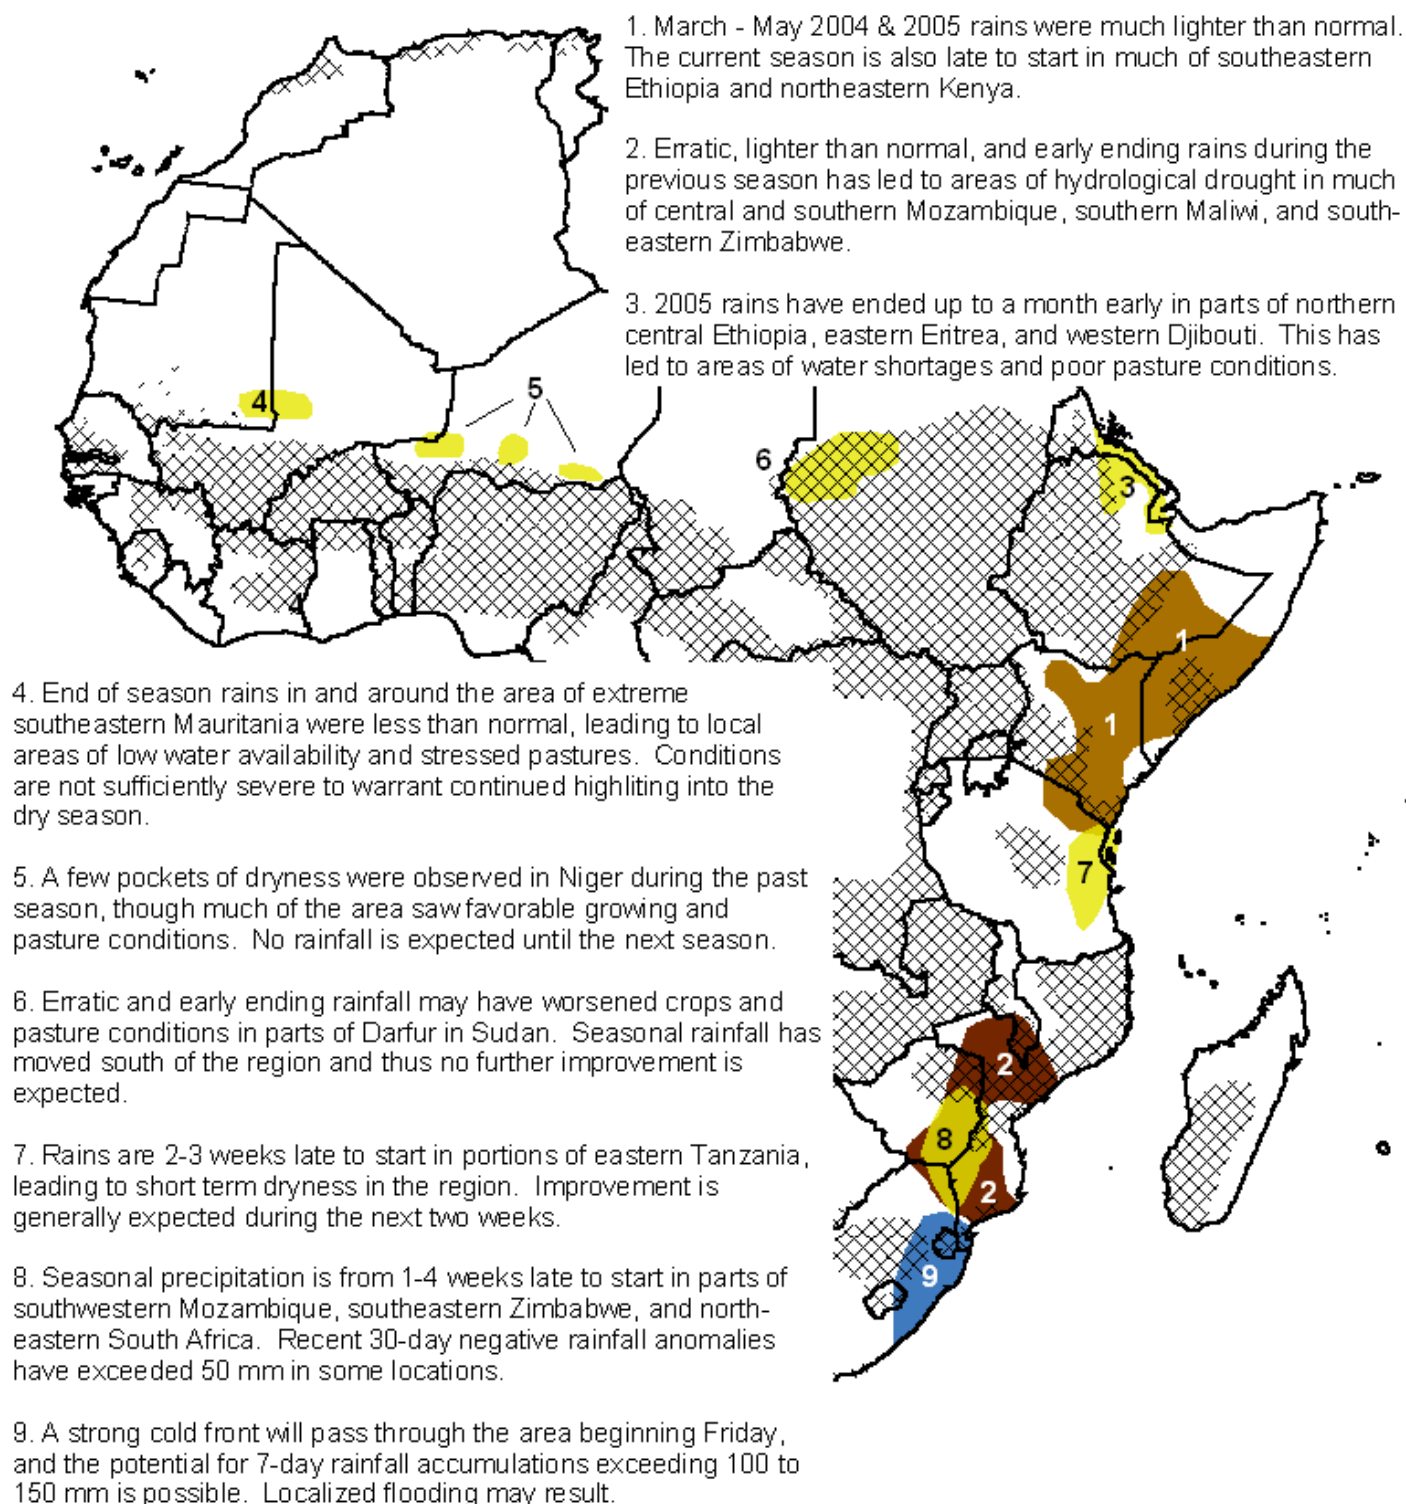 1. March - May 2004 & 2005 rains were much lighter than normal.
The current season is also late to start in much of southeastern
Ethiopia and northeastern Kenya.
2. Erratic, lighter than normal, and early ending rains during the
previous season has led to areas of hydrological drought in much
of central and southern Mozambique, southern Maliwi, and south-
eastern Zimbabwe.
3. 2005 rains have ended up to a month early in parts of northern
central Ethiopia, eastern Eritrea, and western Djibouti. This has
led to areas of water shortages and poor pasture conditions.
4
5
6
3
1
1
7
2
8
2
9
4. End of season rains in and around the area of extreme
southeastern Mauritania were less than normal, leading to local
areas of low water availability and stressed pastures. Conditions
are not sufficiently severe to warrant continued highliting into the
dry season.
5. A few pockets of dryness were observed in Niger during the past
season, though much of the area saw favorable growing and
pasture conditions. No rainfall is expected until the next season.
6. Erratic and early ending rainfall may have worsened crops and
pasture conditions in parts of Darfur in Sudan. Seasonal rainfall has
moved south of the region and thus no further improvement is
expected.
7. Rains are 2-3 weeks late to start in portions of eastern Tanzania,
leading to short term dryness in the region. Improvement is
generally expected during the next two weeks.
8. Seasonal precipitation is from 1-4 weeks late to start in parts of
southwestern Mozambique, southeastern Zimbabwe, and north-
eastern South Africa. Recent 30-day negative rainfall anomalies
have exceeded 50 mm in some locations.
9. A strong cold front will pass through the area beginning Friday,
and the potential for 7-day rainfall accumulations exceeding 100 to
150 mm is possible. Localized flooding may result.